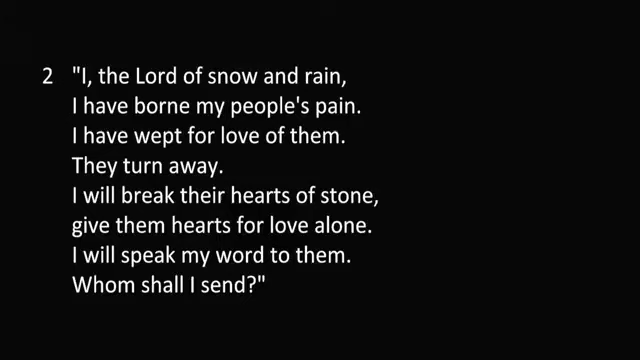 2 "I, the Lord of snow and rain,
I have borne my people's pain.
I have wept for love of them.
They turn away.
I will break their hearts of stone,
give them hearts for love alone.
I will speak my word to them.
Whom shall I send?"